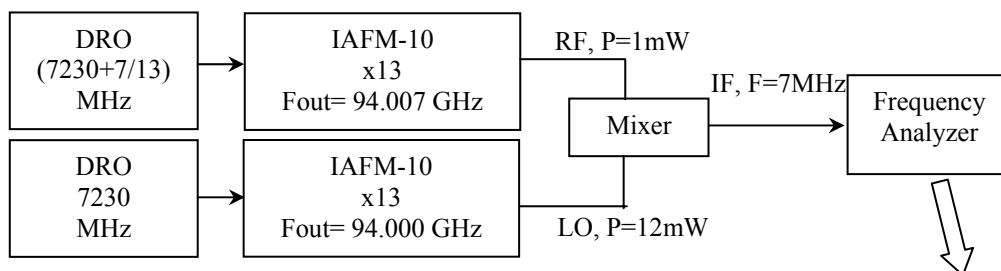 DRO
(7230+7/13)
MHz
IAFM-10
x13
Fout= 94.007 GHz
RF, P=1mW
Mixer
IF, F=7MHz
Frequency
Analyzer
DRO
7230
MHz
IAFM-10
x13
Fout= 94.000 GHz
LO, P=12mW